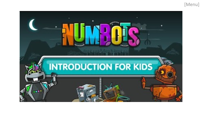 [Menu]
NUMBOTS
INTRODUCTION FOR KIDS